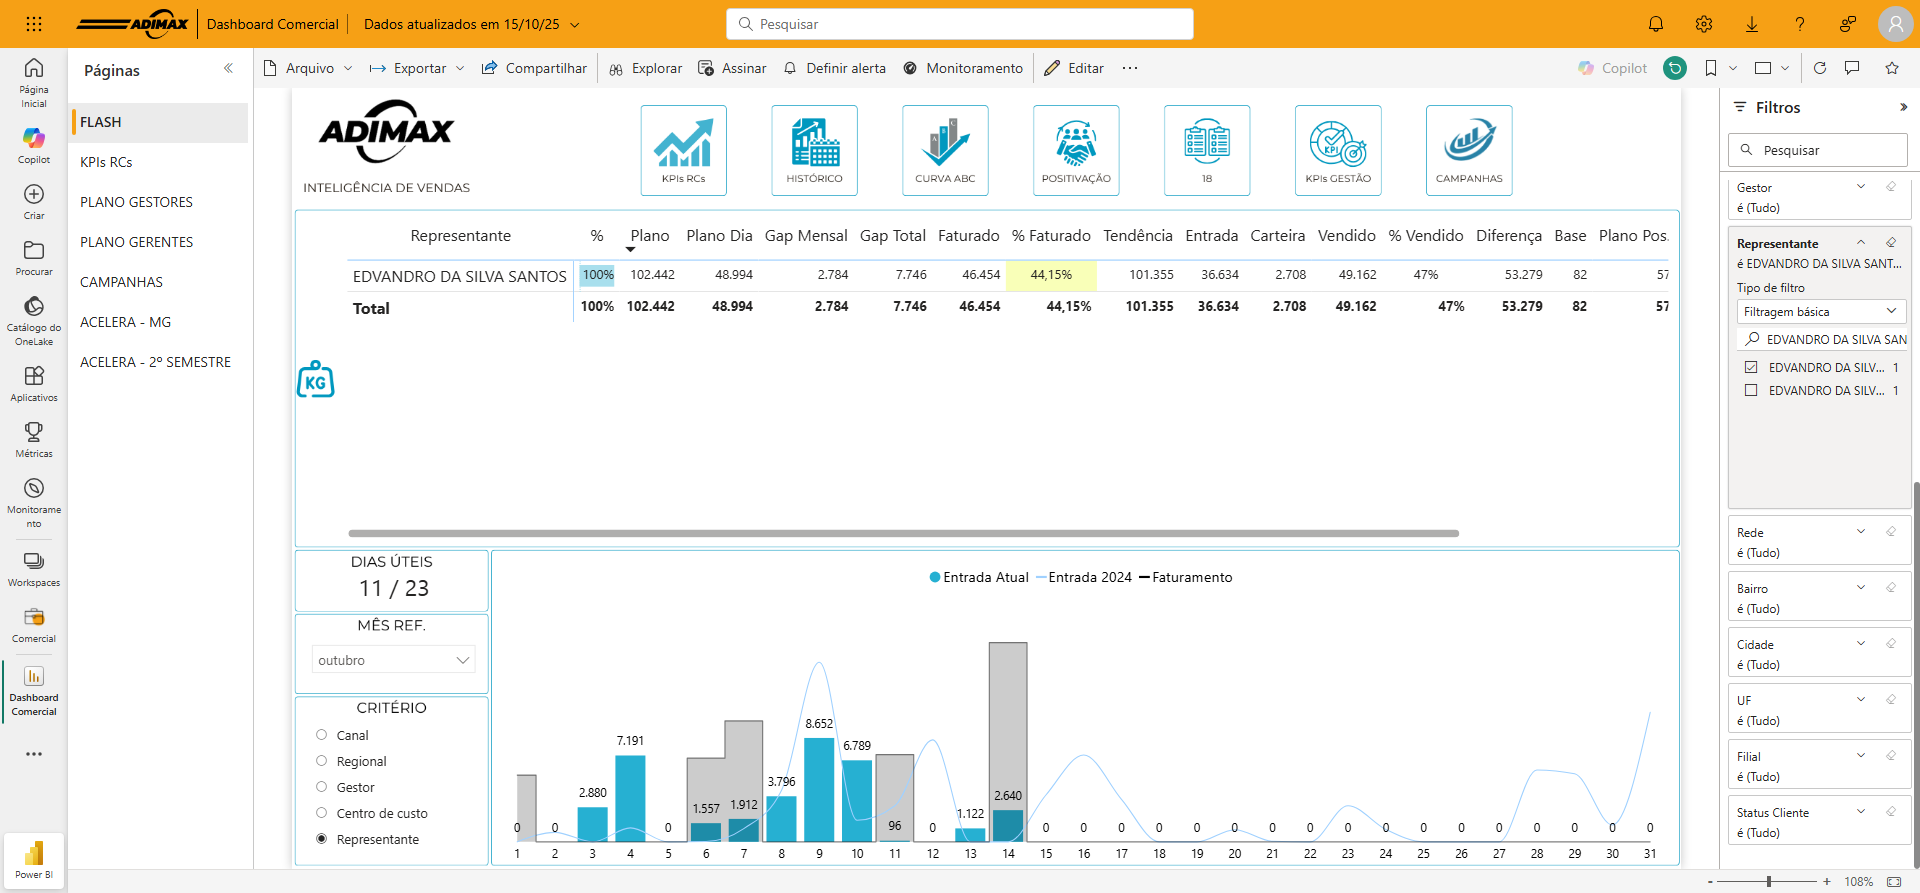 ADIMAX
Dashboard Comercial
Dados atualizados em 15/10/25
Pesquisar
Página Inicial
Copilot
Criar
Procurar
Catálogo do OneLake
Aplicativos
Métricas
Monitoramento
Workspaces
Comercial
Dashboard Comercial
Power BI
Páginas
FLASH
KPIs RCs
PLANO GESTORES
PLANO GERENTES
CAMPANHAS
ACELERA - MG
ACELERA - 2º SEMESTRE
Arquivo
Exportar
Compartilhar
Explorar
Assinar
Definir alerta
Monitoramento
Editar
Copilot
ADIMAX
INTELIGÊNCIA DE VENDAS
KPIs RCs
HISTÓRICO
A B C
CURVA ABC
POSITIVAÇÃO
18
KPI
KPIs GESTÃO
CAMPANHAS
Representante % Plano Plano Dia Gap Mensal Gap Total Faturado % Faturado Tendência Entrada Carteira Vendido % Vendido Diferença Base Plano Pos.
EDVANDRO DA SILVA SANTOS 100% 102.442 48.994 2.784 7.746 46.454 44,15% 101.355 36.634 2.708 49.162 47% 53.279 82 57
Total 100% 102.442 48.994 2.784 7.746 46.454 44,15% 101.355 36.634 2.708 49.162 47% 53.279 82 57
KG
DIAS ÚTEIS
11 / 23
MÊS REF.
outubro
CRITÉRIO
Canal
Regional
Gestor
Centro de custo
Representante
Entrada Atual Entrada 2024 Faturamento
0 0 2.880 7.191 0 1.557 1.912 3.796 8.652 6.789 96 0 1.122 2.640 0 0 0 0 0 0 0 0 0 0 0 0 0 0 0 0 0
1 2 3 4 5 6 7 8 9 10 11 12 13 14 15 16 17 18 19 20 21 22 23 24 25 26 27 28 29 30 31
Filtros
Pesquisar
Gestor
é (Tudo)
Representante
é EDVANDRO DA SILVA SANT...
Tipo de filtro
Filtragem básica
EDVANDRO DA SILVA SAN
EDVANDRO DA SILV... 1
EDVANDRO DA SILV... 1
Rede
é (Tudo)
Bairro
é (Tudo)
Cidade
é (Tudo)
UF
é (Tudo)
Filial
é (Tudo)
Status Cliente
é (Tudo)
- + 108%